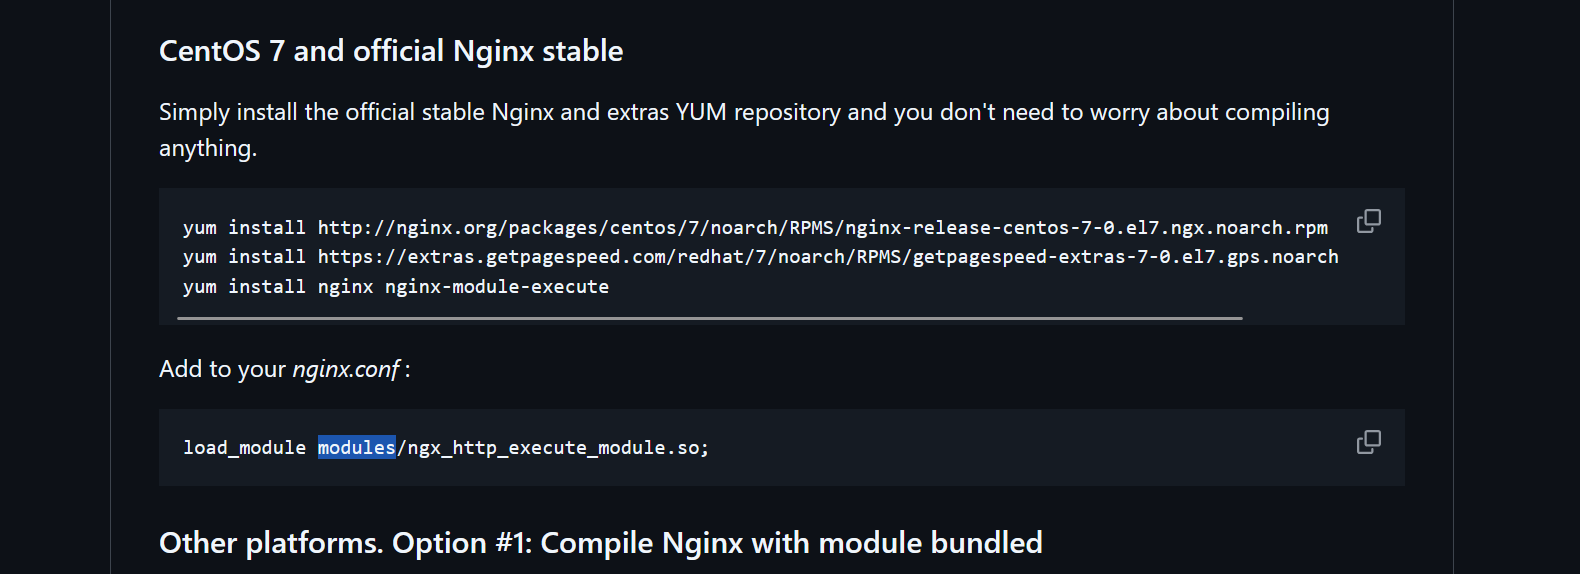 CentOS 7 and official Nginx stable
Simply install the official stable Nginx and extras YUM repository and you don't need to worry about compiling
anything.
yum install http://nginx.org/packages/centos/7/noarch/RPMS/nginx-release-centos-7-0.el7.ngx.noarch.rpm
yum install https://extras.getpagespeed.com/redhat/7/noarch/RPMS/getpagespeed-extras-7-0.el7.gps.noarch
yum install nginx nginx-module-execute
Add to your nginx.conf :
load_module modules/ngx_http_execute_module.so;
Other platforms. Option #1: Compile Nginx with module bundled